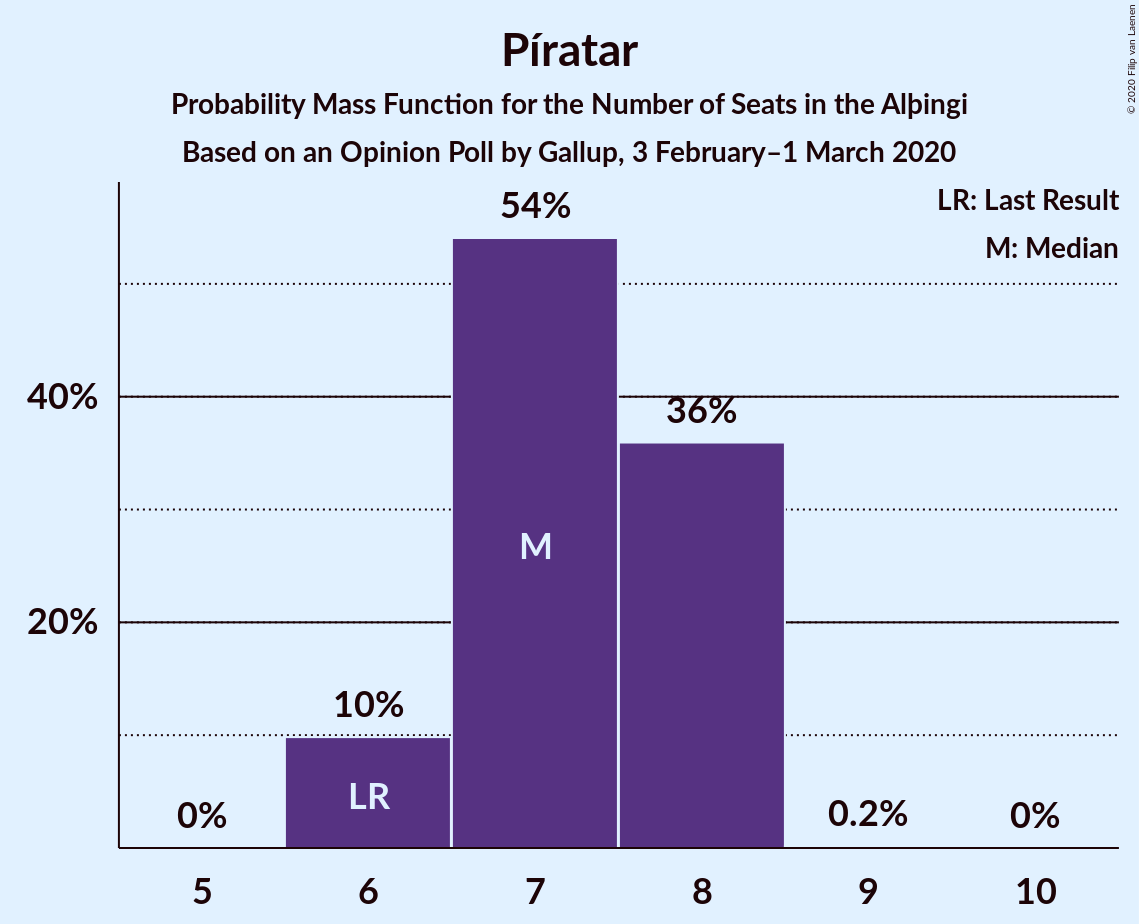 Píratar
Probability Mass Function for the Number of Seats in the Alþingi
Based on an Opinion Poll by Gallup, 3 February–1 March 2020
© 2020 Filip van Laenen
LR: Last Result
M: Median
54%
40%
36%
M
20%
10%
LR
0%
0.2%
0%
5 6 7 8 9 10